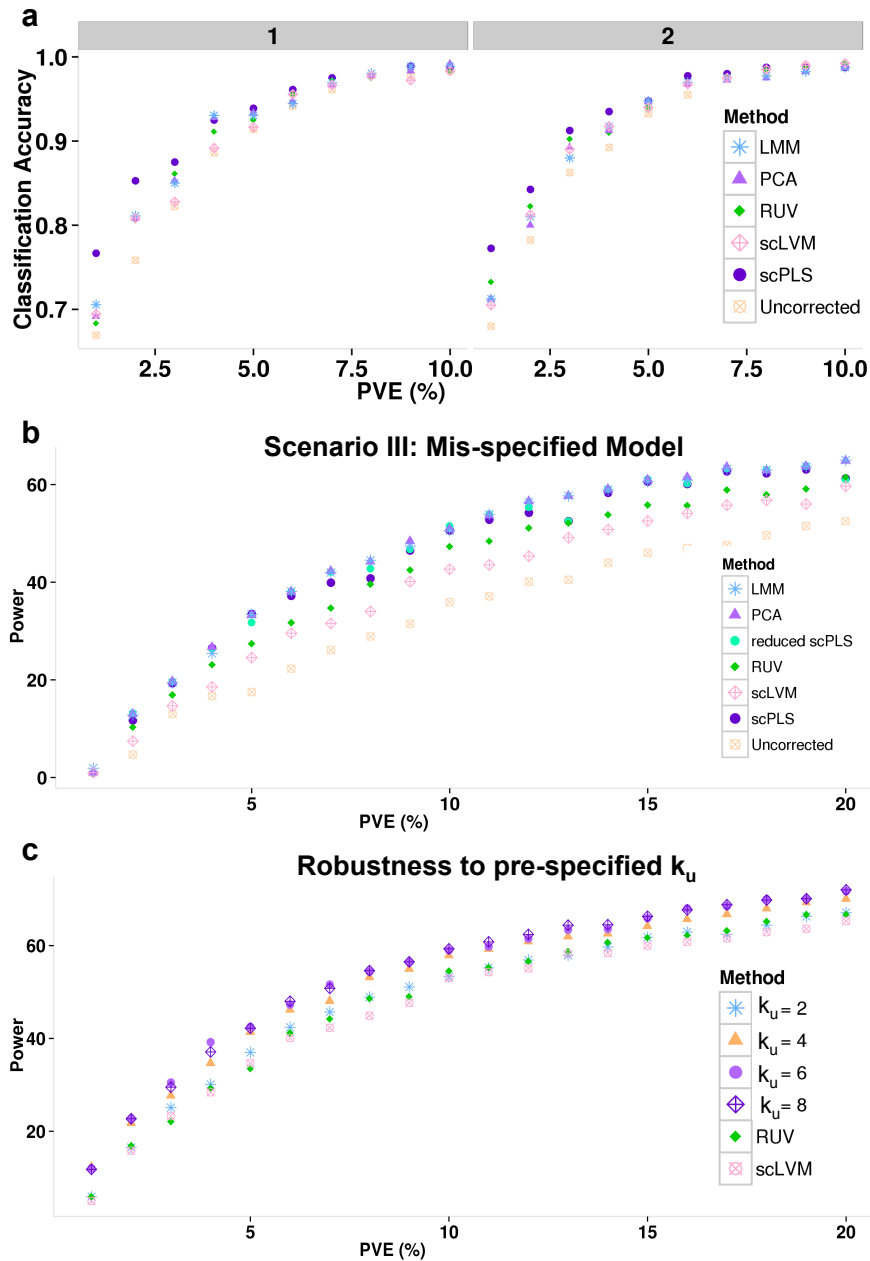 a
1 2
1.0
0.9
0.8
0.7
Classification Accuracy
2.5 5.0 7.5 10.0 2.5 5.0 7.5 10.0
PVE (%)
Method
LMM
PCA
RUV
scLVM
scPLS
Uncorrected
b
Scenario III: Mis-specified Model
60
40
20
0
Power
5 10 15 20
PVE (%)
Method
LMM
PCA
reduced scPLS
RUV
scLVM
scPLS
Uncorrected
c
Robustness to pre-specified ku
60
40
20
Power
5 10 15 20
PVE (%)
Method
ku = 2
ku = 4
ku = 6
ku = 8
RUV
scLVM